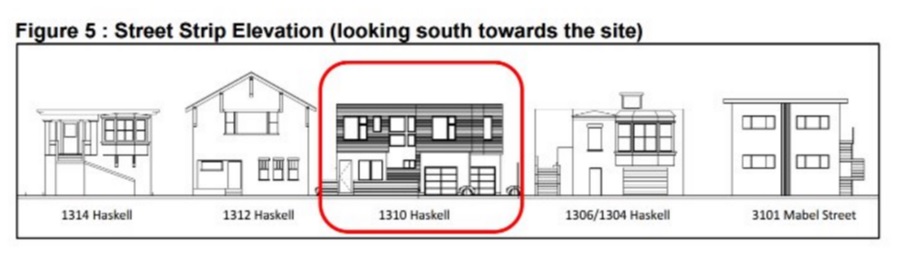 Figure 5 : Street Strip Elevation (looking south towards the site)
1314 Haskell
1312 Haskell
1310 Haskell
1306/1304 Haskell
3101 Mabel Street